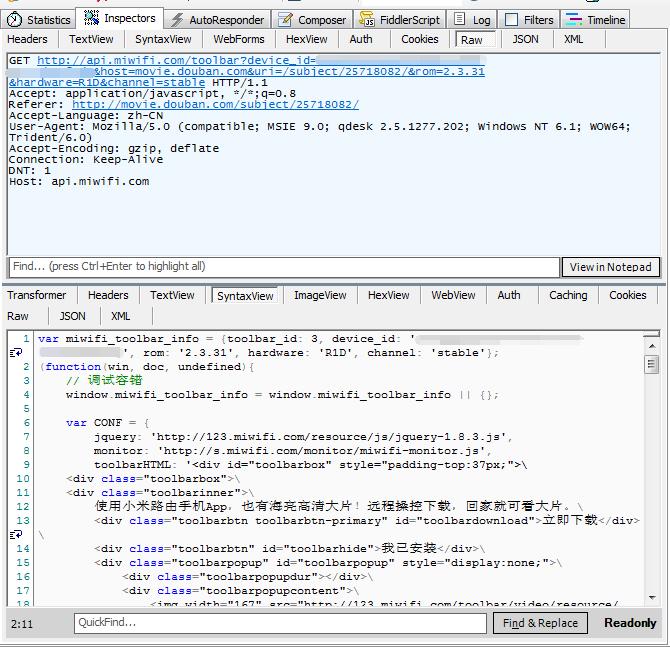 Statistics Inspectors AutoResponder Composer FiddlerScript Log Filters Timeline
Headers TextView SyntaxView WebForms HexView Auth Cookies Raw JSON XML
GET http://api.miwifi.com/toolbar?device_id=
&host=movie.douban.com&uri=/subject/25718082/&rom=2.3.31
&hardware=R1D&channel=stable HTTP/1.1
Accept: application/javascript, */*;q=0.8
Referer: http://movie.douban.com/subject/25718082/
Accept-Language: zh-CN
User-Agent: Mozilla/5.0 (compatible; MSIE 9.0; qdesk 2.5.1277.202; Windows NT 6.1; WOW64;
Trident/6.0)
Accept-Encoding: gzip, deflate
Connection: Keep-Alive
DNT: 1
Host: api.miwifi.com
Find... (press Ctrl+Enter to highlight all) View in Notepad
Transformer Headers TextView SyntaxView ImageView HexView WebView Auth Caching Cookies
Raw JSON XML
1 var miwifi_toolbar_info = {toolbar_id: 3, device_id: '
', rom: '2.3.31', hardware: 'R1D', channel: 'stable'};
2 (function(win, doc, undefined){
3 // 调试容错
4 window.miwifi_toolbar_info = window.miwifi_toolbar_info || {};
5
6 var CONF = {
7 jquery: 'http://123.miwifi.com/resource/js/jquery-1.8.3.js',
8 monitor: 'http://s.miwifi.com/monitor/miwifi-monitor.js',
9 toolbarHTML: '<div id="toolbarbox" style="padding-top:37px;">\
10 <div class="toolbarbox">\
11 <div class="toolbarinner">\
12 使用小米路由手机App，也有海亮高清大片！远程操控下载，回家就可看大片。\
13 <div class="toolbarbtn toolbarbtn-primary" id="toolbardownload">立即下载</div>
\
14 <div class="toolbarbtn" id="toolbarhide">我已安装</div>\
15 <div class="toolbarpopup" id="toolbarpopup" style="display:none;">\
16 <div class="toolbarpopupdur"></div>\
17 <div class="toolbarpopupcontent">\
18 <img width="167" src="http://123.miwifi.com/toolbar/video/resource/
2:11 QuickFind... Find & Replace Readonly